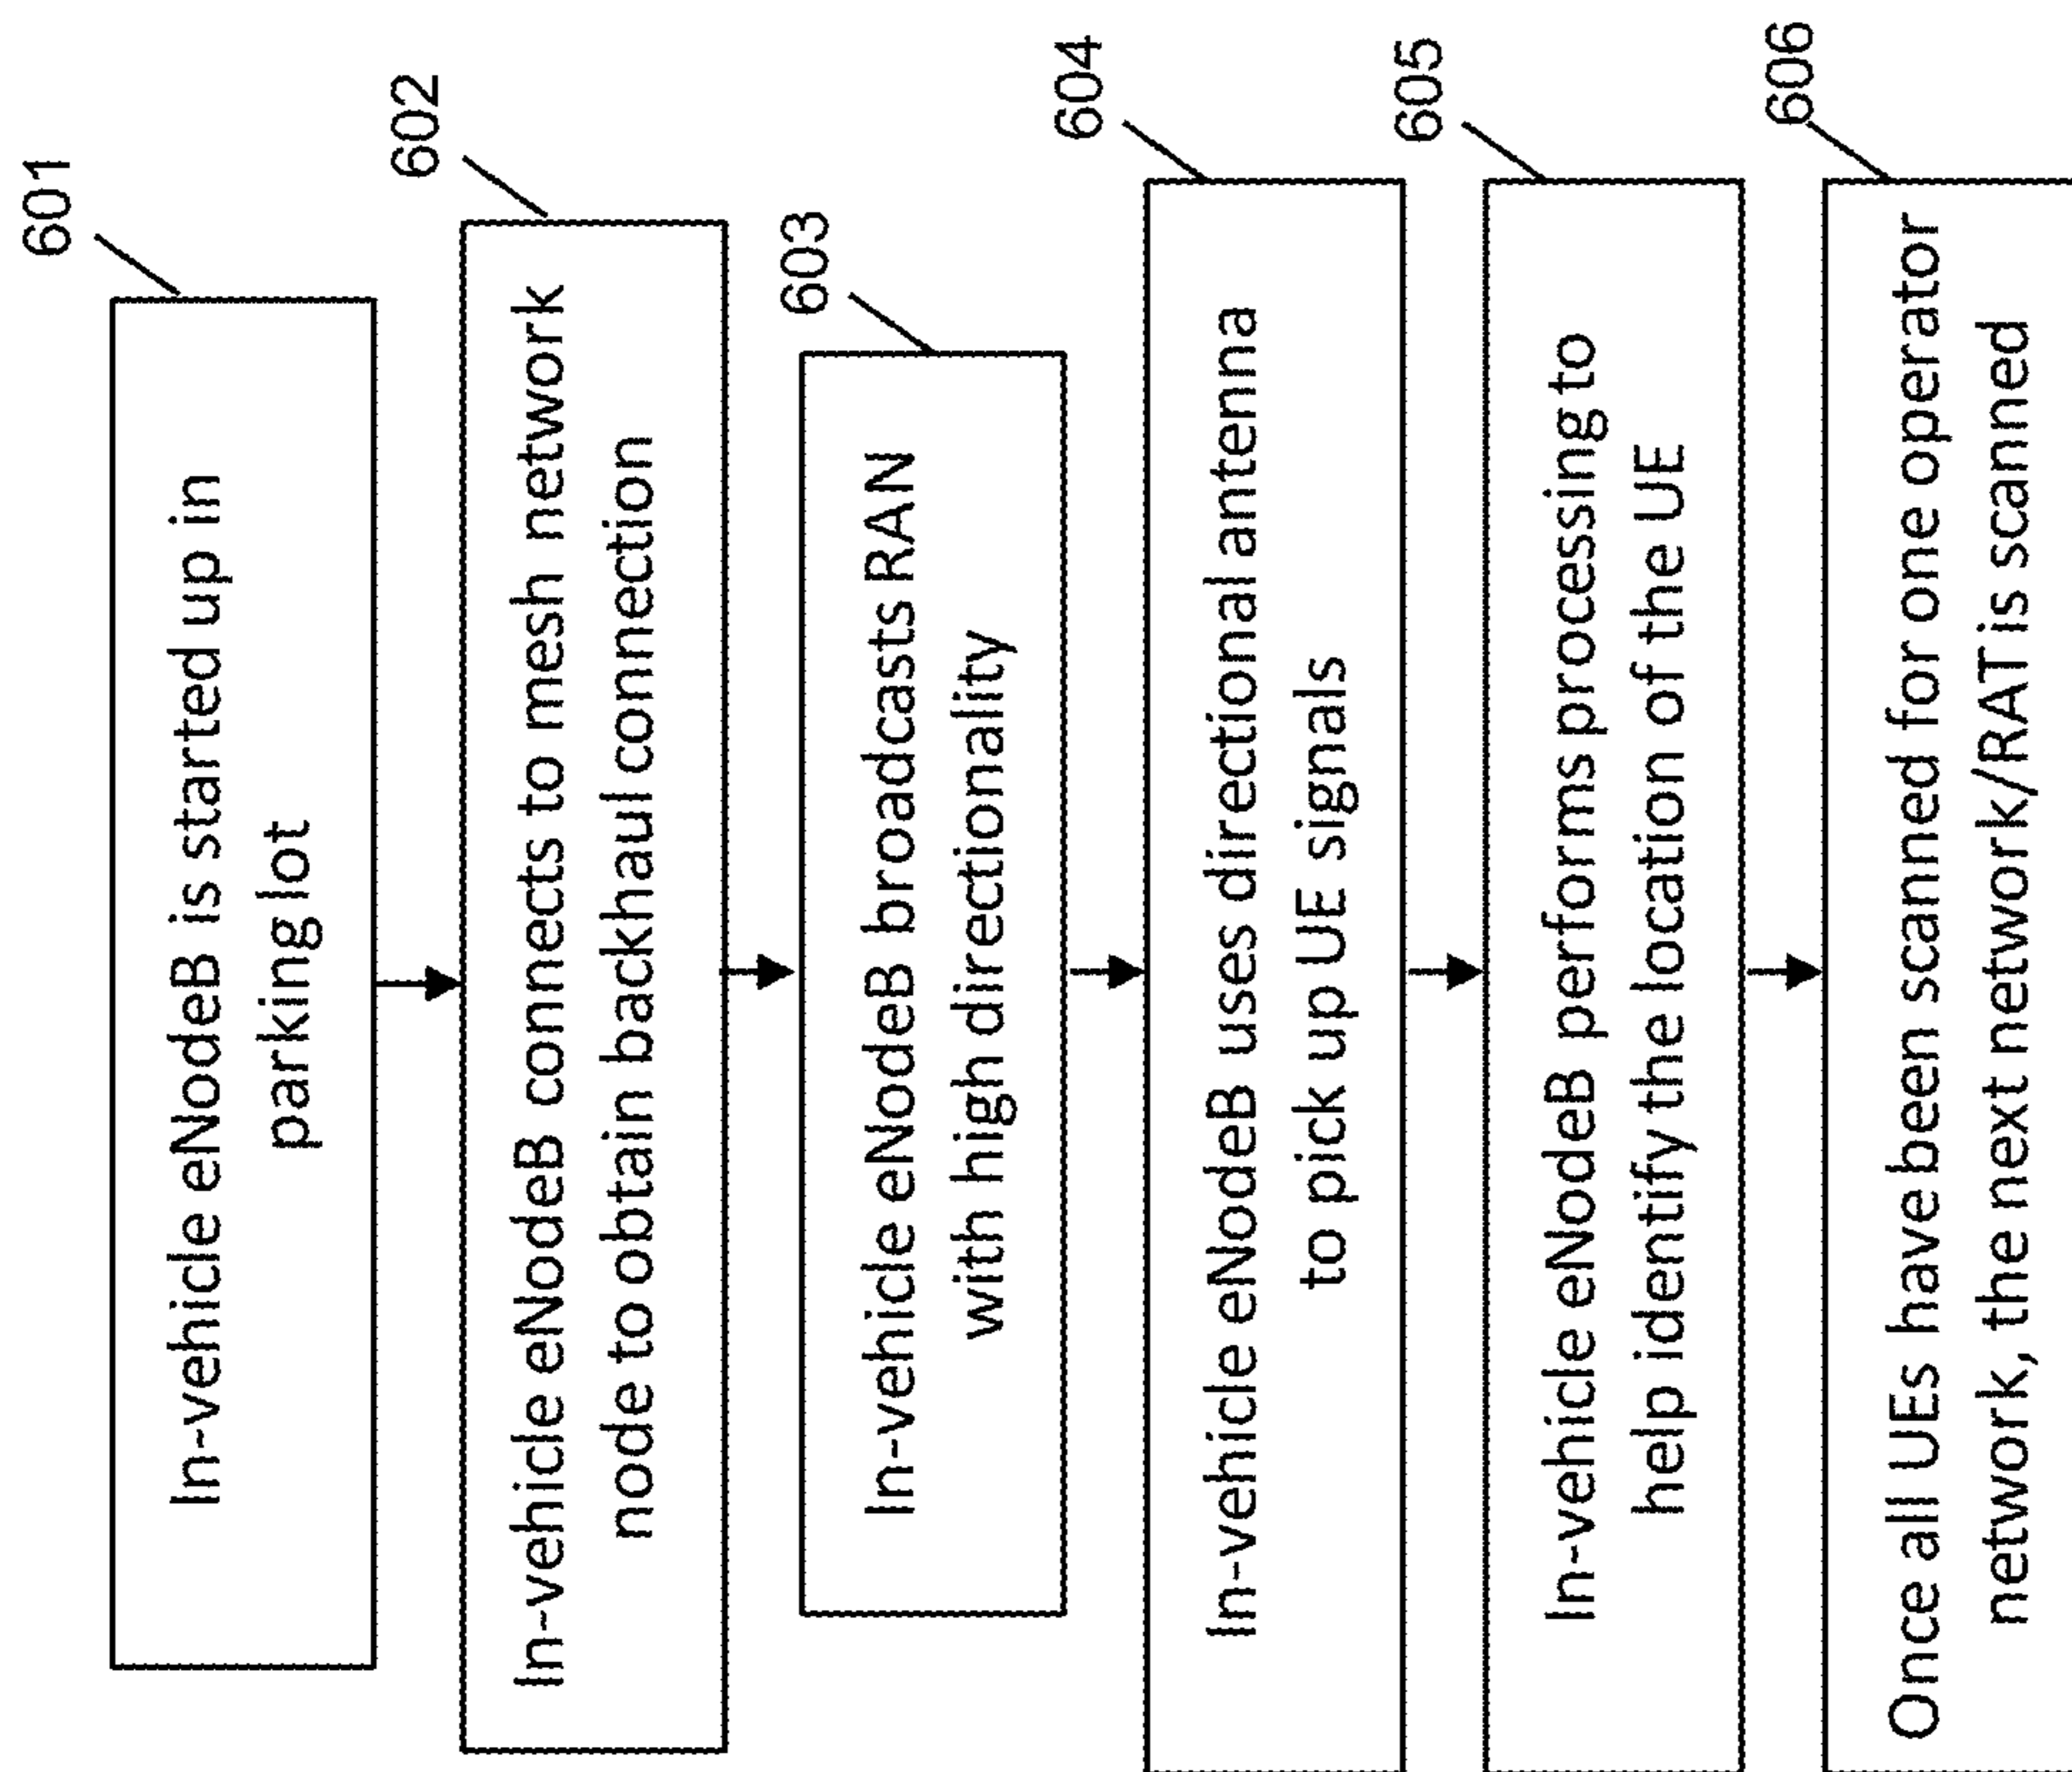 601
In-vehicle eNodeB is started up in
parking lot
602
In-vehicle eNodeB connects to mesh network
node to obtain backhaul connection
603
In-vehicle eNodeB broadcasts RAN
with high directionality
604
In-vehicle eNodeB uses directional antenna
to pick up UE signals
605
In-vehicle eNodeB performs processing to
help identify the location of the UE
606
Once all UEs have been scanned for one operator
network, the next network/RAT is scanned